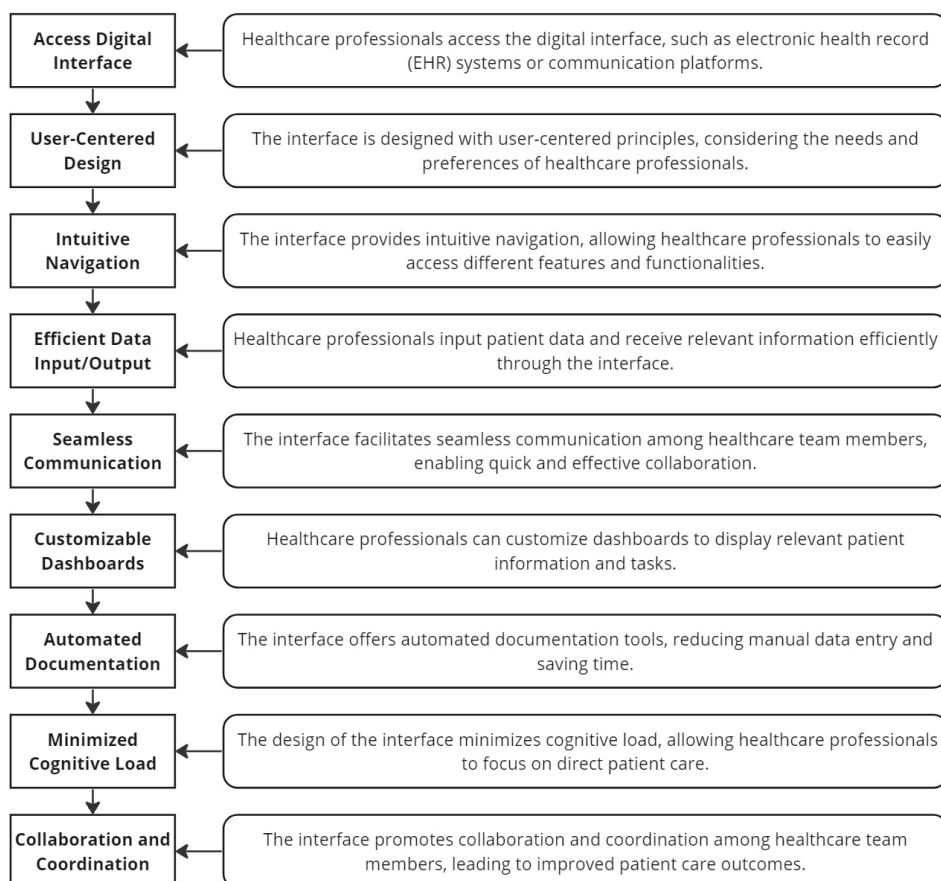 Access Digital
Interface
Healthcare professionals access the digital interface, such as electronic health record
(EHR) systems or communication platforms.
User-Centered
Design
The interface is designed with user-centered principles, considering the needs and
preferences of healthcare professionals.
Intuitive
Navigation
The interface provides intuitive navigation, allowing healthcare professionals to easily
access different features and functionalities.
Efficient Data
Input/Output
Healthcare professionals input patient data and receive relevant information efficiently
through the interface.
Seamless
Communication
The interface facilitates seamless communication among healthcare team members,
enabling quick and effective collaboration.
Customizable
Dashboards
Healthcare professionals can customize dashboards to display relevant patient
information and tasks.
Automated
Documentation
The interface offers automated documentation tools, reducing manual data entry and
saving time.
Minimized
Cognitive Load
The design of the interface minimizes cognitive load, allowing healthcare professionals
to focus on direct patient care.
Collaboration and
Coordination
The interface promotes collaboration and coordination among healthcare team
members, leading to improved patient care outcomes.